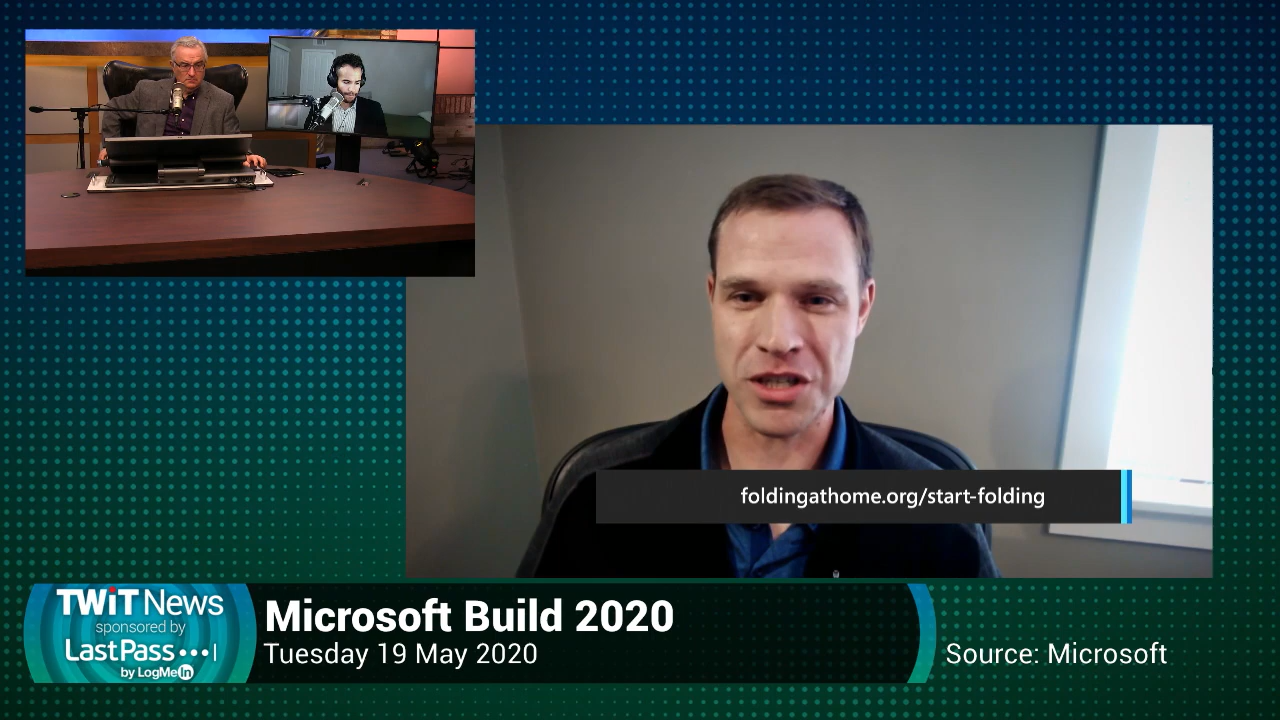 foldingathome.org/start-folding
TWiT News
sponsored by
LastPass •••|
by LogMeIn
Microsoft Build 2020
Tuesday 19 May 2020
Source: Microsoft